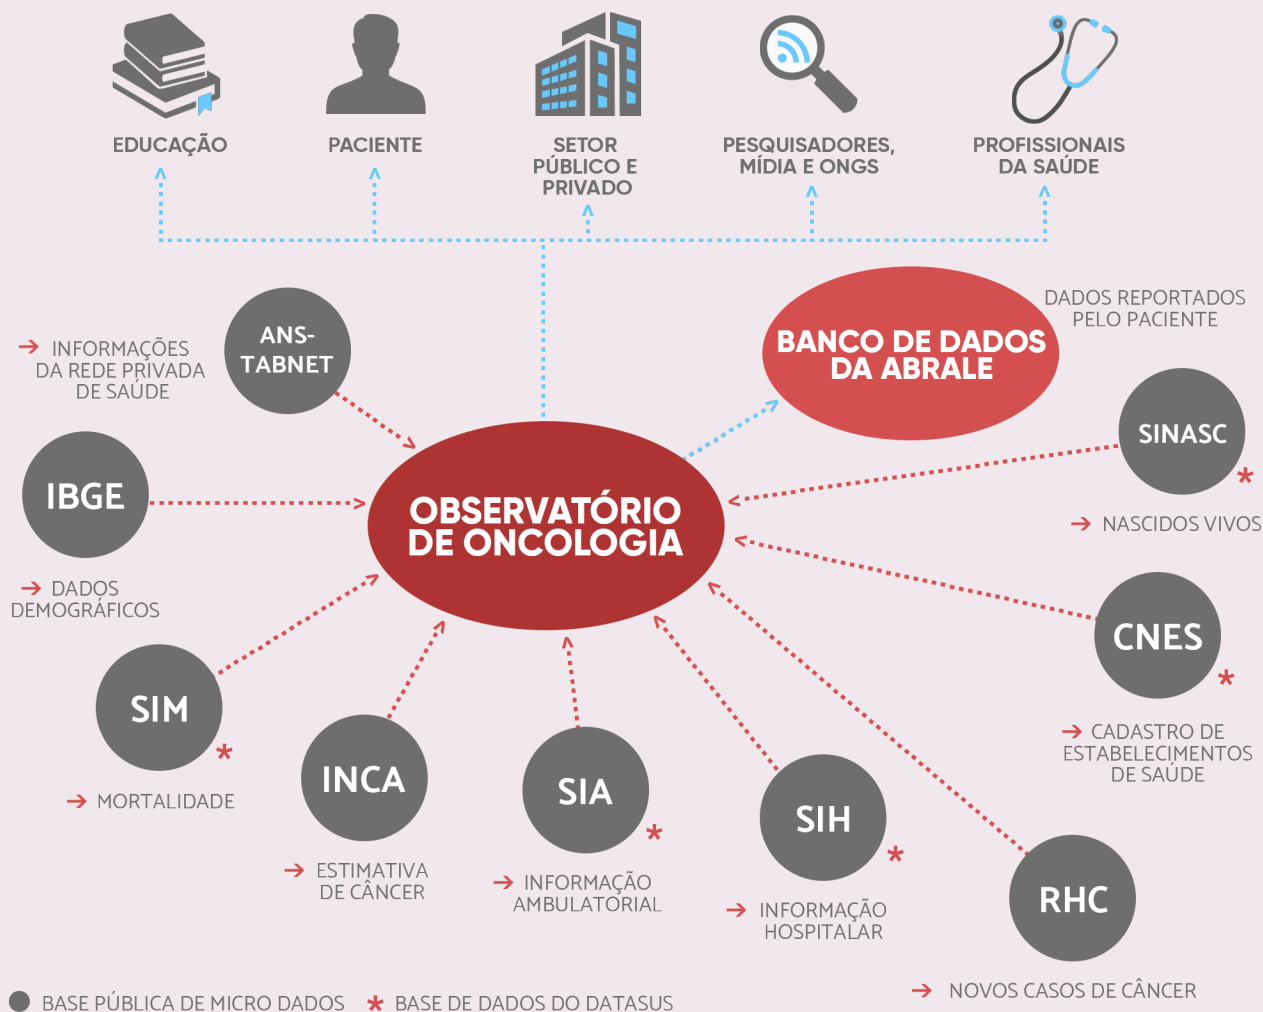 EDUCAÇÃO
PACIENTE
SETOR
PÚBLICO E
PRIVADO
PESQUISADORES,
MÍDIA E ONGS
PROFISSIONAIS
DA SAÚDE
ANS-
TABNET
→ INFORMAÇÕES
DA REDE PRIVADA
DE SAÚDE
BANCO DE DADOS
DA ABRALE
DADOS REPORTADOS
PELO PACIENTE
SINASC
*
→ NASCIDOS VIVOS
IBGE
→ DADOS
DEMOGRÁFICOS
OBSERVATÓRIO
DE ONCOLOGIA
CNES
*
→ CADASTRO DE
ESTABELECIMENTOS
DE SAÚDE
SIM
*
→ MORTALIDADE
INCA
→ ESTIMATIVA
DE CÂNCER
SIA
*
→ INFORMAÇÃO
AMBULATORIAL
SIH
*
→ INFORMAÇÃO
HOSPITALAR
RHC
→ NOVOS CASOS DE CÂNCER
BASE PÚBLICA DE MICRO DADOS
* BASE DE DADOS DO DATASUS